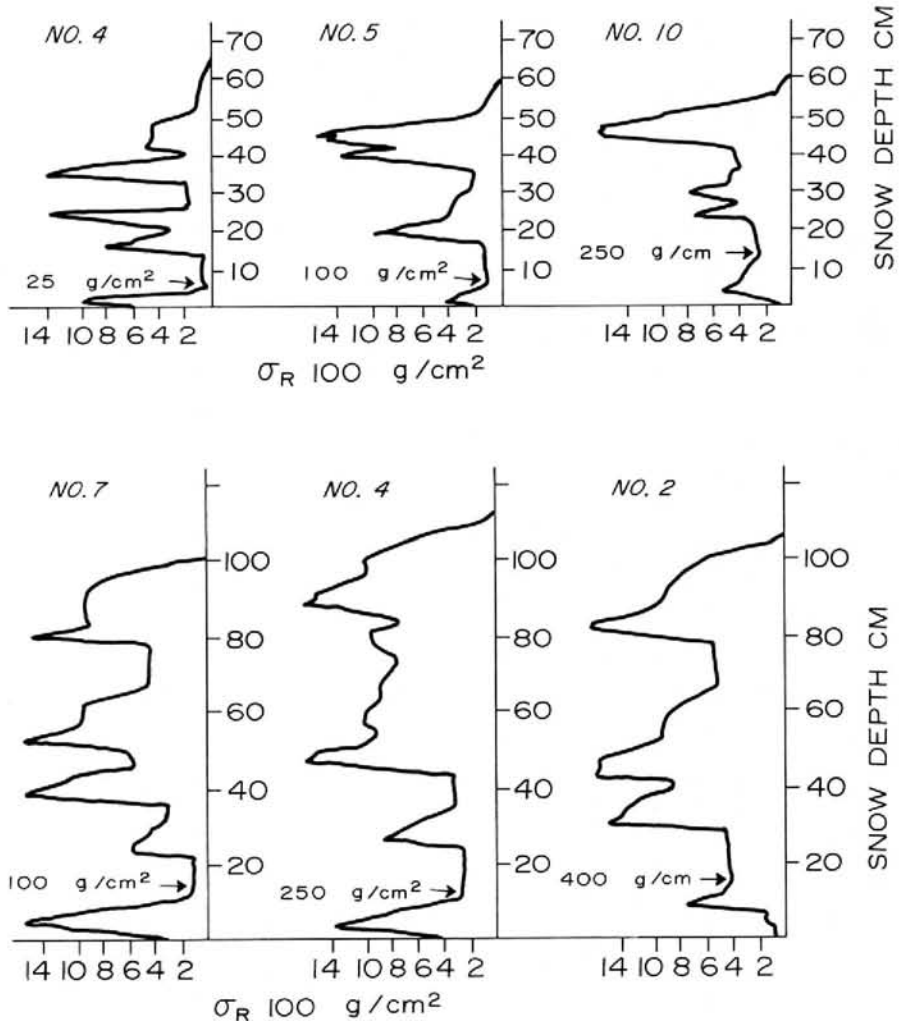 NO. 4
70
60
50
40
30
20
10
25 g/cm²
14 10 8 6 4 2
NO. 5
70
60
50
40
30
20
10
100 g/cm²
14 10 8 6 4 2
NO. 10
70
60
50
40
30
20
10
250 g/cm
14 10 8 6 4 2
SNOW DEPTH CM
σR 100 g/cm²
NO. 7
100
80
60
40
20
100 g/cm²
14 10 8 6 4 2
NO. 4
100
80
60
40
20
250 g/cm²
14 10 8 6 4 2
NO. 2
100
80
60
40
20
400 g/cm
14 10 8 6 4 2
SNOW DEPTH CM
σR 100 g/cm²